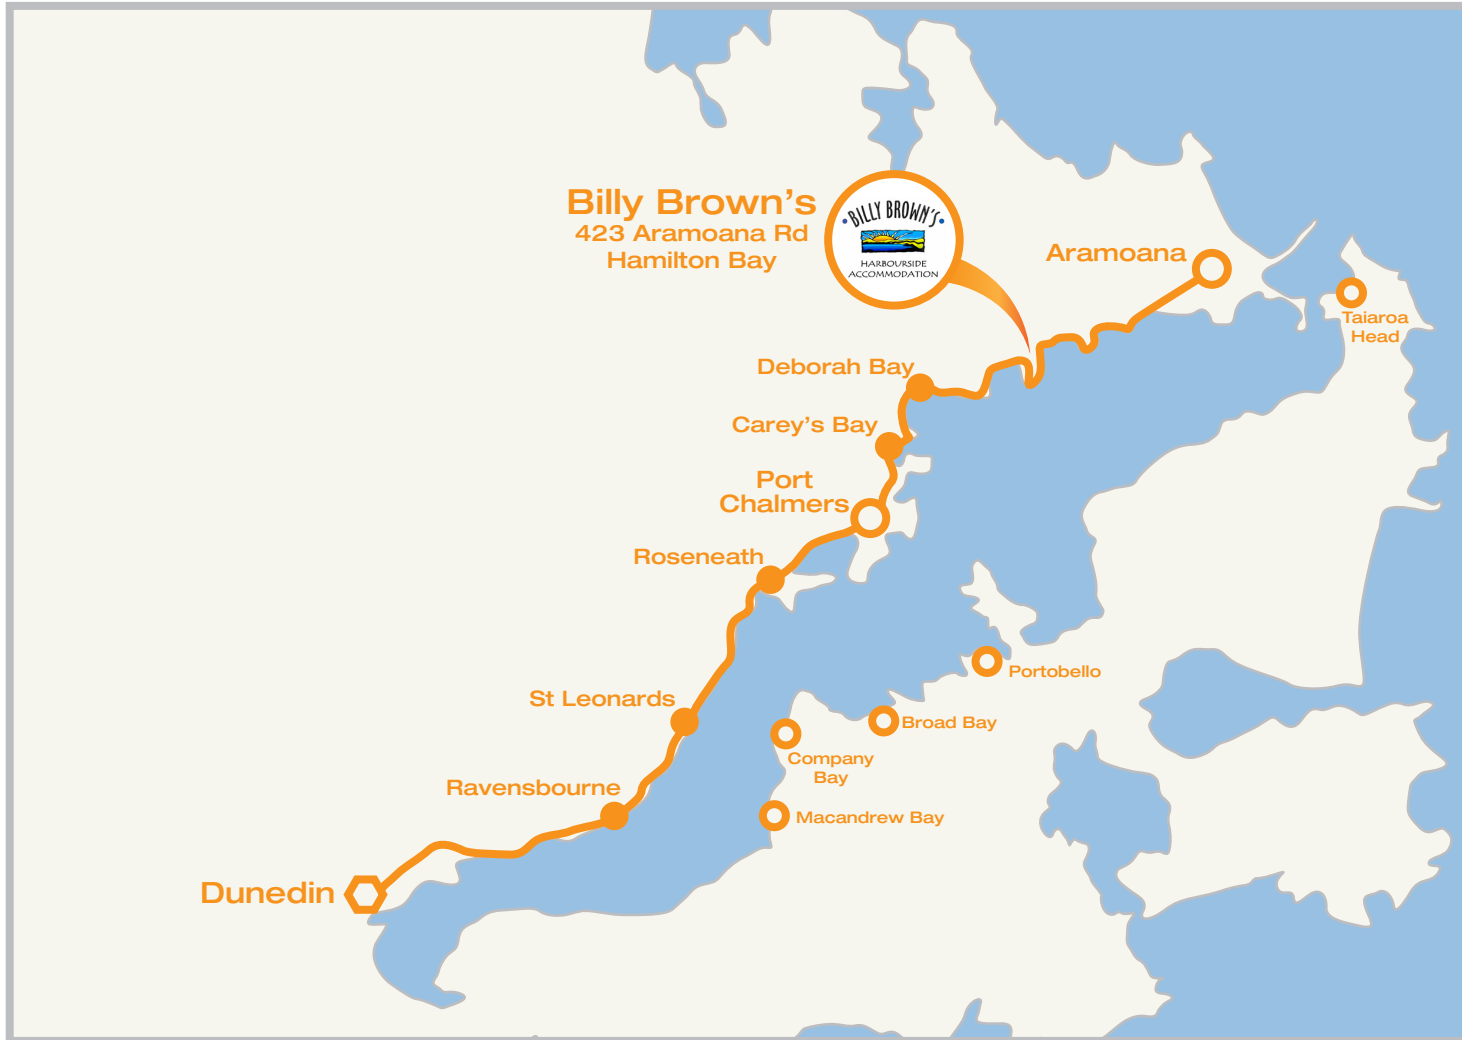 Billy Brown's
423 Aramoana Rd
Hamilton Bay
• BILLY BROWN'S •
HARBOURSIDE
ACCOMMODATION
Aramoana
Taiaroa
Head
Deborah Bay
Carey's Bay
Port
Chalmers
Roseneath
Portobello
St Leonards
Broad Bay
Company
Bay
Ravensbourne
Macandrew Bay
Dunedin